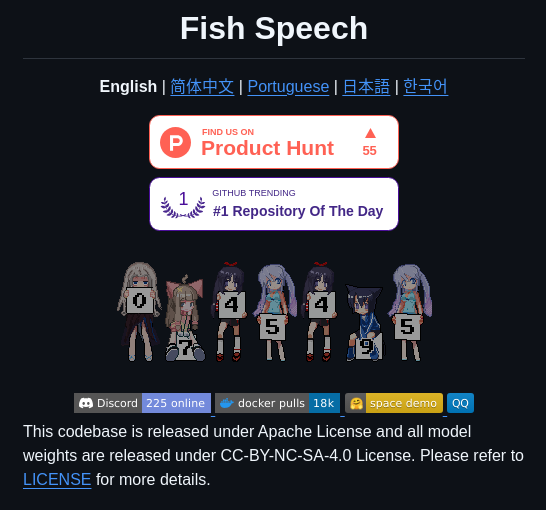 Fish Speech
English | 简体中文 | Portuguese | 日本語 | 한국어
P FIND US ON
Product Hunt
▲
55
1 GITHUB TRENDING
#1 Repository Of The Day
0 7 4 5 4 9 5
Discord 225 online docker pulls 18k space demo QQ
This codebase is released under Apache License and all model
weights are released under CC-BY-NC-SA-4.0 License. Please refer to
LICENSE for more details.